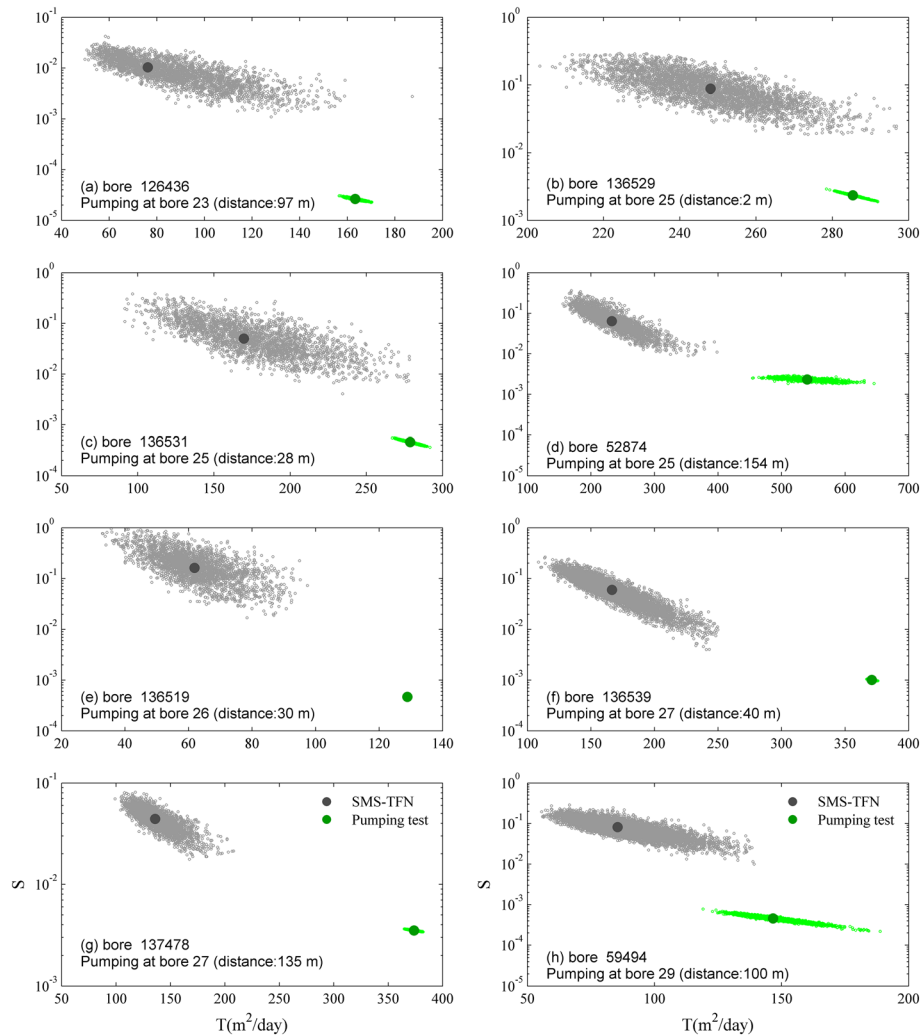 10^-1
10^-2
10^-3
10^-4
10^-5
40 60 80 100 120 140 160 180 200
(a) bore 126436
Pumping at bore 23 (distance:97 m)
10^0
10^-1
10^-2
10^-3
200 220 240 260 280 300
(b) bore 136529
Pumping at bore 25 (distance:2 m)
10^0
10^-1
10^-2
10^-3
10^-4
50 100 150 200 250 300
(c) bore 136531
Pumping at bore 25 (distance:28 m)
10^0
10^-1
10^-2
10^-3
10^-4
10^-5
100 200 300 400 500 600 700
(d) bore 52874
Pumping at bore 25 (distance:154 m)
10^0
10^-1
10^-2
10^-3
10^-4
20 40 60 80 100 120 140
(e) bore 136519
Pumping at bore 26 (distance:30 m)
10^0
10^-1
10^-2
10^-3
10^-4
100 150 200 250 300 350 400
(f) bore 136539
Pumping at bore 27 (distance:40 m)
10^-1
10^-2
10^-3
S
50 100 150 200 250 300 350 400
T(m²/day)
SMS-TFN
Pumping test
(g) bore 137478
Pumping at bore 27 (distance:135 m)
10^0
10^-1
10^-2
10^-3
10^-4
10^-5
S
50 100 150 200
T(m²/day)
SMS-TFN
Pumping test
(h) bore 59494
Pumping at bore 29 (distance:100 m)